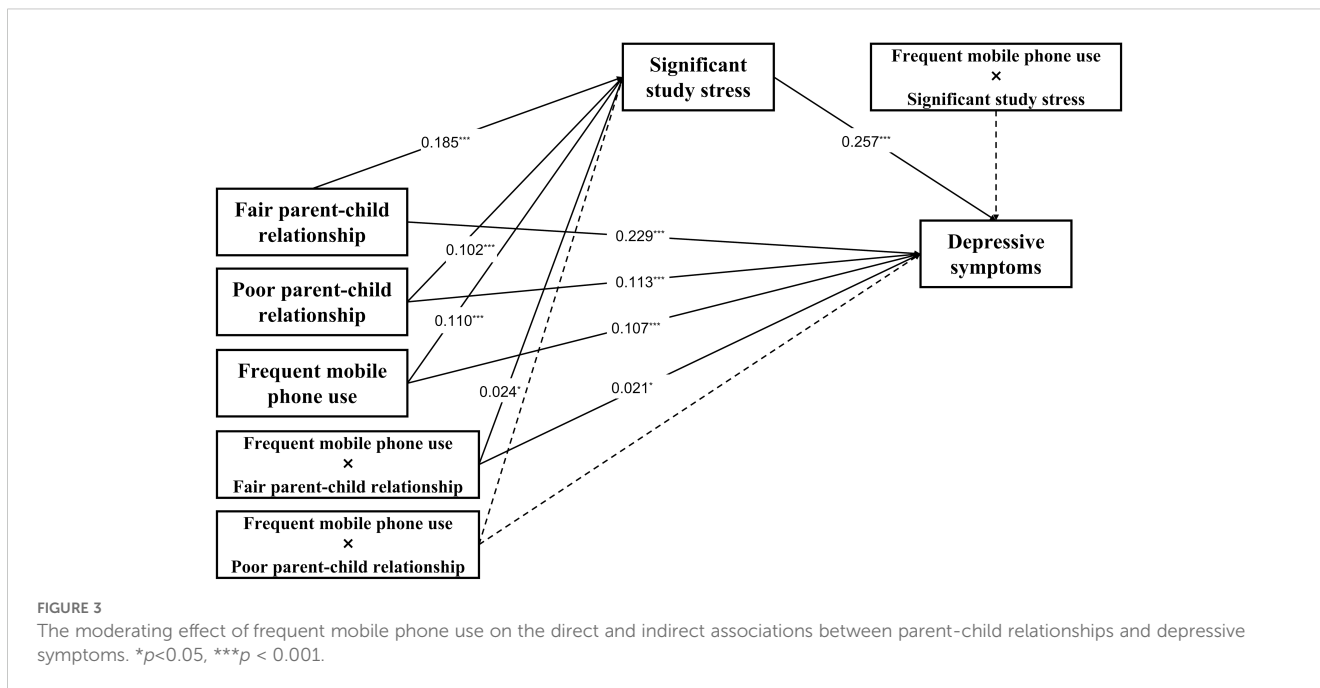 Significant
study stress
Frequent mobile phone use
×
Significant study stress
0.185***
0.257***
Fair parent-child
relationship
0.229***
Depressive
symptoms
0.102***
Poor parent-child
relationship
0.113***
0.110***
0.107***
Frequent mobile
phone use
0.024*
0.021*
Frequent mobile phone use
×
Fair parent-child relationship
Frequent mobile phone use
×
Poor parent-child relationship
FIGURE 3
The moderating effect of frequent mobile phone use on the direct and indirect associations between parent-child relationships and depressive
symptoms. *p<0.05, ***p < 0.001.